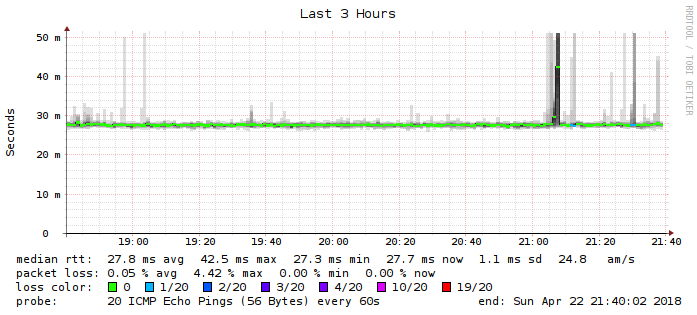 Last 3 Hours
RRDTOOL / TOBI OETIKER
Seconds
50 m
40 m
30 m
20 m
10 m
0
19:00 19:20 19:40 20:00 20:20 20:40 21:00 21:20 21:40
median rtt: 27.8 ms avg 42.5 ms max 27.3 ms min 27.7 ms now 1.1 ms sd 24.8 am/s
packet loss: 0.05 % avg 4.42 % max 0.00 % min 0.00 % now
loss color: 0 1/20 2/20 3/20 4/20 10/20 19/20
probe: 20 ICMP Echo Pings (56 Bytes) every 60s end: Sun Apr 22 21:40:02 2018